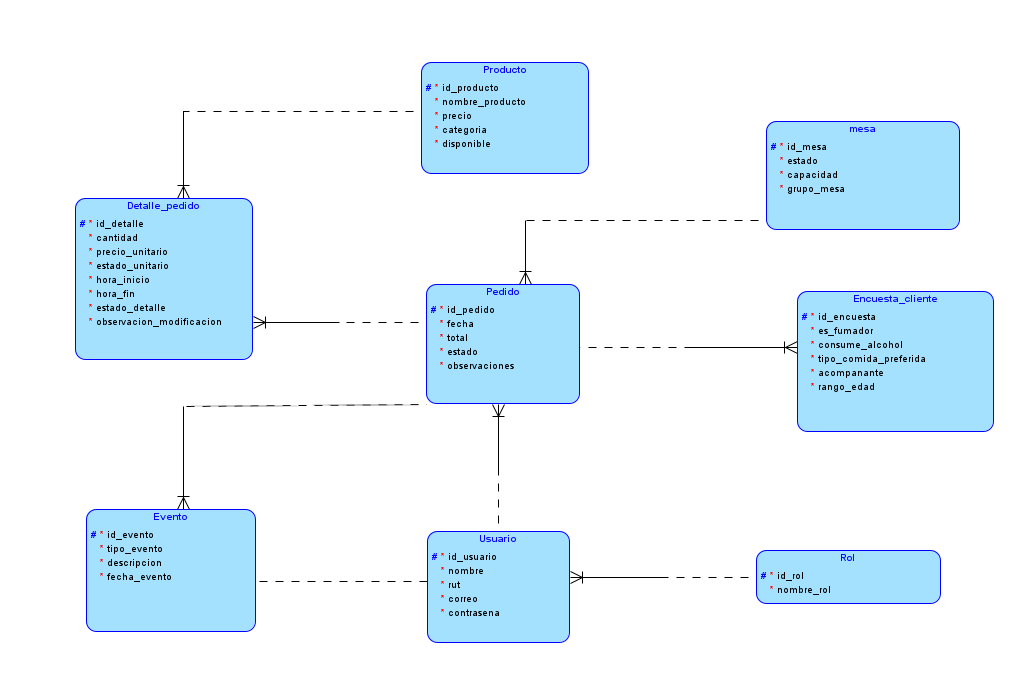 Producto
# * id_producto
* nombre_producto
* precio
* categoria
* disponible
mesa
# * id_mesa
* estado
* capacidad
* grupo_mesa
Detalle_pedido
# * id_detalle
* cantidad
* precio_unitario
* estado_unitario
* hora_inicio
* hora_fin
* estado_detalle
* observacion_modificacion
Pedido
# * id_pedido
* fecha
* total
* estado
* observaciones
Encuesta_cliente
# * id_encuesta
* es_fumador
* consume_alcohol
* tipo_comida_preferida
* acompanante
* rango_edad
Evento
# * id_evento
* tipo_evento
* descripcion
* fecha_evento
Usuario
# * id_usuario
* nombre
* rut
* correo
* contrasena
Rol
# * id_rol
* nombre_rol